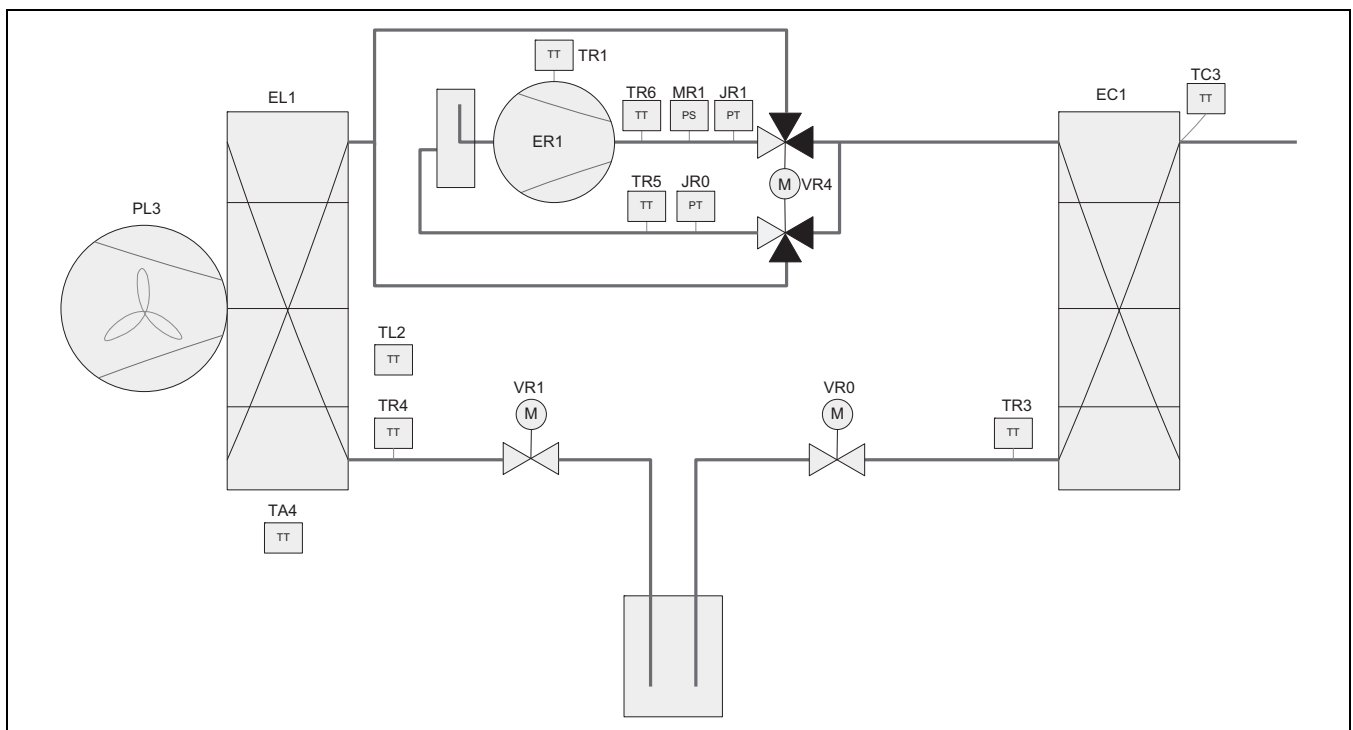 TT TR1
TC3
TT
TR6 MR1 JR1
TT PS PT
EL1
EC1
ER1
M VR4
TR5 JR0
TT PT
PL3
TL2
TT
VR1
M
VR0
M
TR4
TT
TR3
TT
TA4
TT